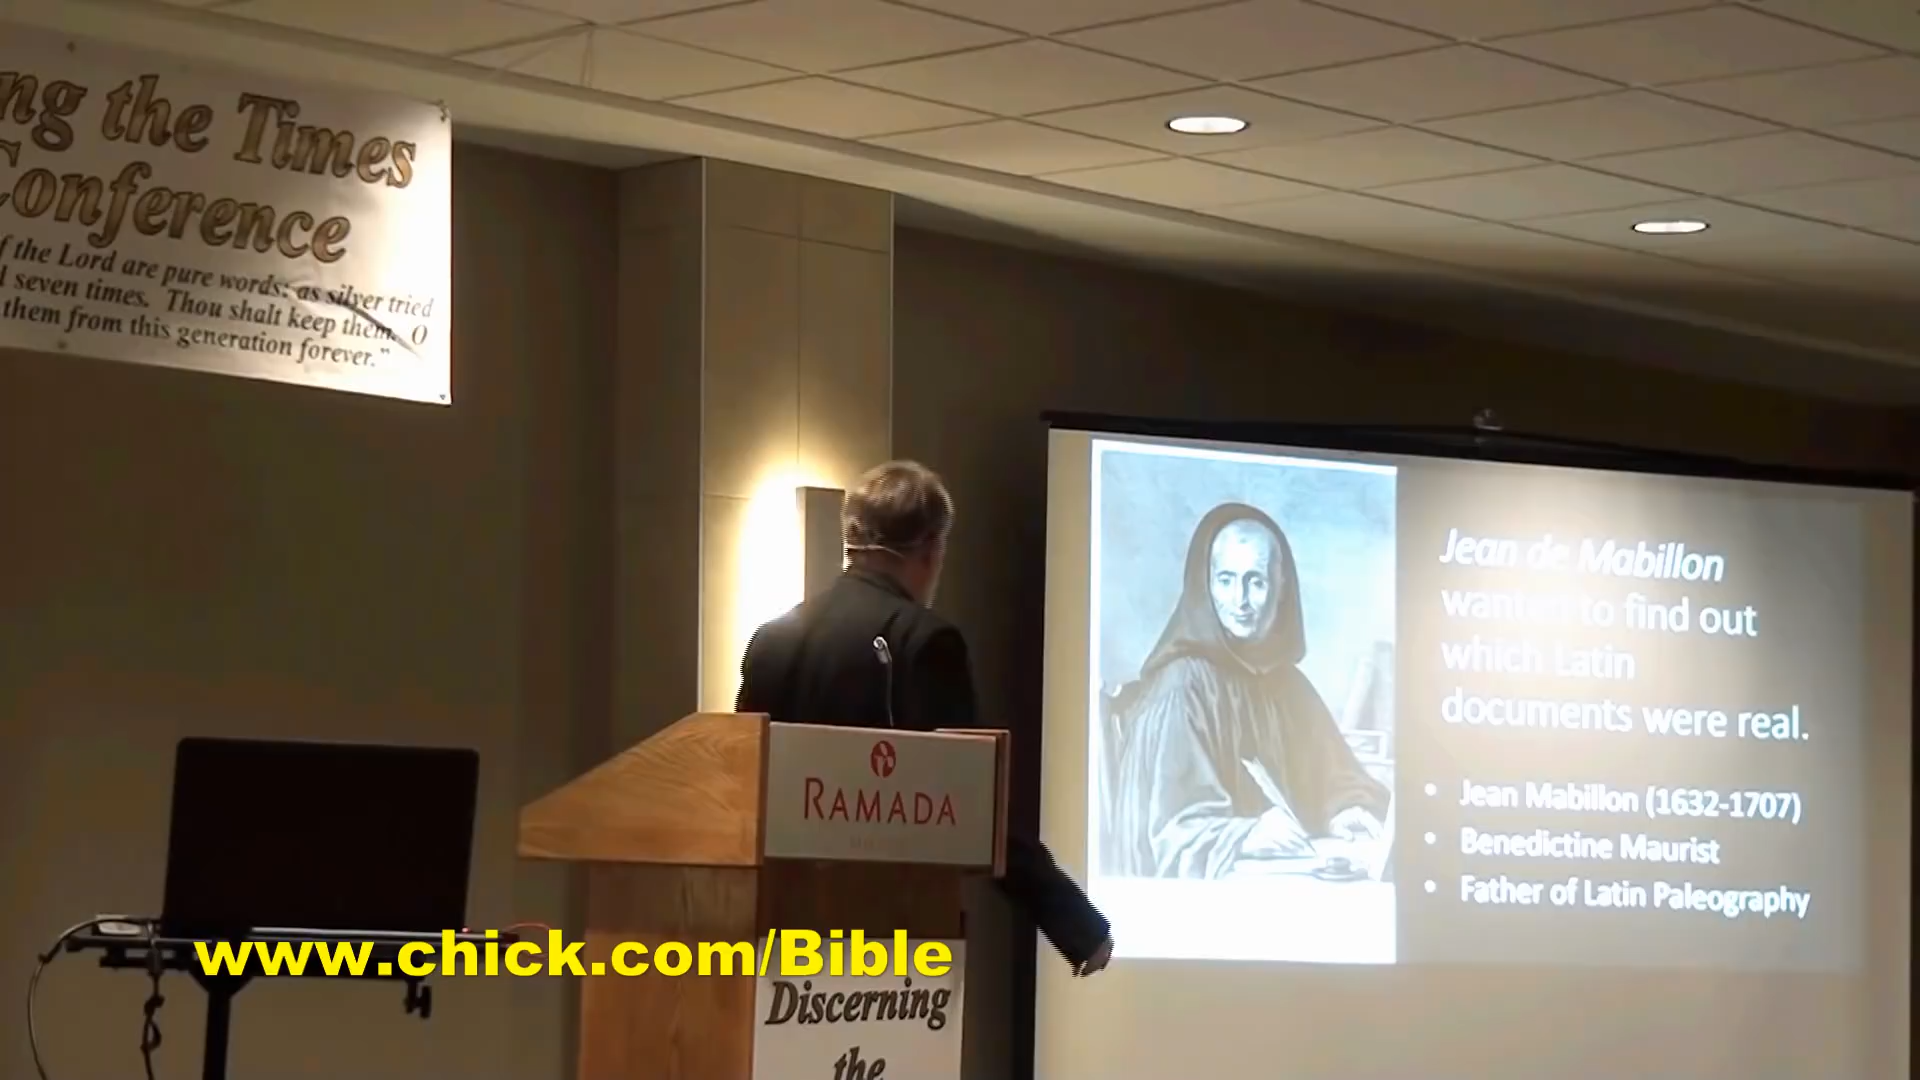 ng the Times
Conference
f the Lord are pure words: as silver tried
seven times. Thou shalt keep them, O
them from this generation forever."
Jean de Mabillon
wanted to find out
which Latin
documents were real.
• Jean Mabillon (1632-1707)
• Benedictine Maurist
• Father of Latin Paleography
RAMADA
www.chick.com/Bible
Discerning
the